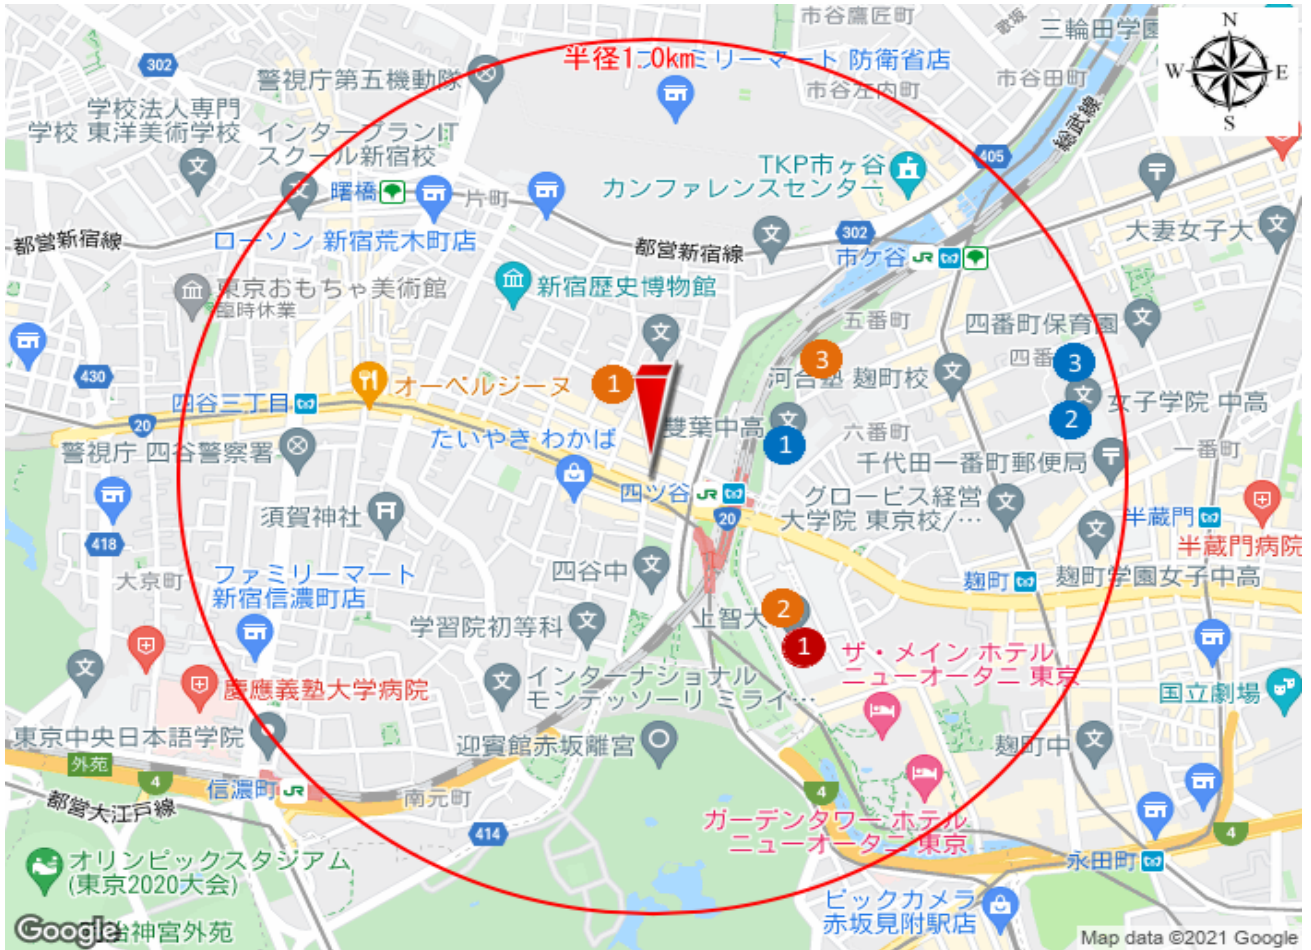 市谷鷹匠町
歌坂
三輪田学園
N
W E
S
302
半径1.0km
ファミリーマート 防衛省店
警視庁第五機動隊
市谷左内町
市谷田町
総武線
学校法人専門
学校 東洋美術学校
インターグランIT
スクール新宿校
TKP市ヶ谷
カンファレンスセンター
405
曙橋
片町
都営新宿線
ローソン 新宿荒木町店
都営新宿線
302
市ケ谷
JR
大妻女子大
東京おもちゃ美術館
臨時休業
新宿歴史博物館
五番町
四番町保育園
四番
3
3
430
1
オーベルジーヌ
河合塾 麹町校
2
女子学院 中高
四谷三丁目
20
たいやき わかば
雙葉中高
1
六番町
一番町
警視庁 四谷警察署
千代田一番町郵便局
四ツ谷
JR
20
グロービス経営
大学院 東京校/…
須賀神社
半蔵門
半蔵門病院
418
大京町
四谷中
麹町
麹町学園女子中高
ファミリーマート
新宿信濃町店
学習院初等科
上智大
2
1
ザ・メイン ホテル
ニューオータニ 東京
慶應義塾大学病院
インターナショナル
モンテッソーリ ミライ…
国立劇場
東京中央日本語学院
迎賓館赤坂離宮
麹町中
外苑
4
信濃町
JR
南元町
4
都営大江戸線
414
ガーデンタワー ホテル
ニューオータニ 東京
4
永田町
オリンピックスタジアム
(東京2020大会)
ビックカメラ
赤坂見附駅店
Google
治神宮外苑
Map data ©2021 Google